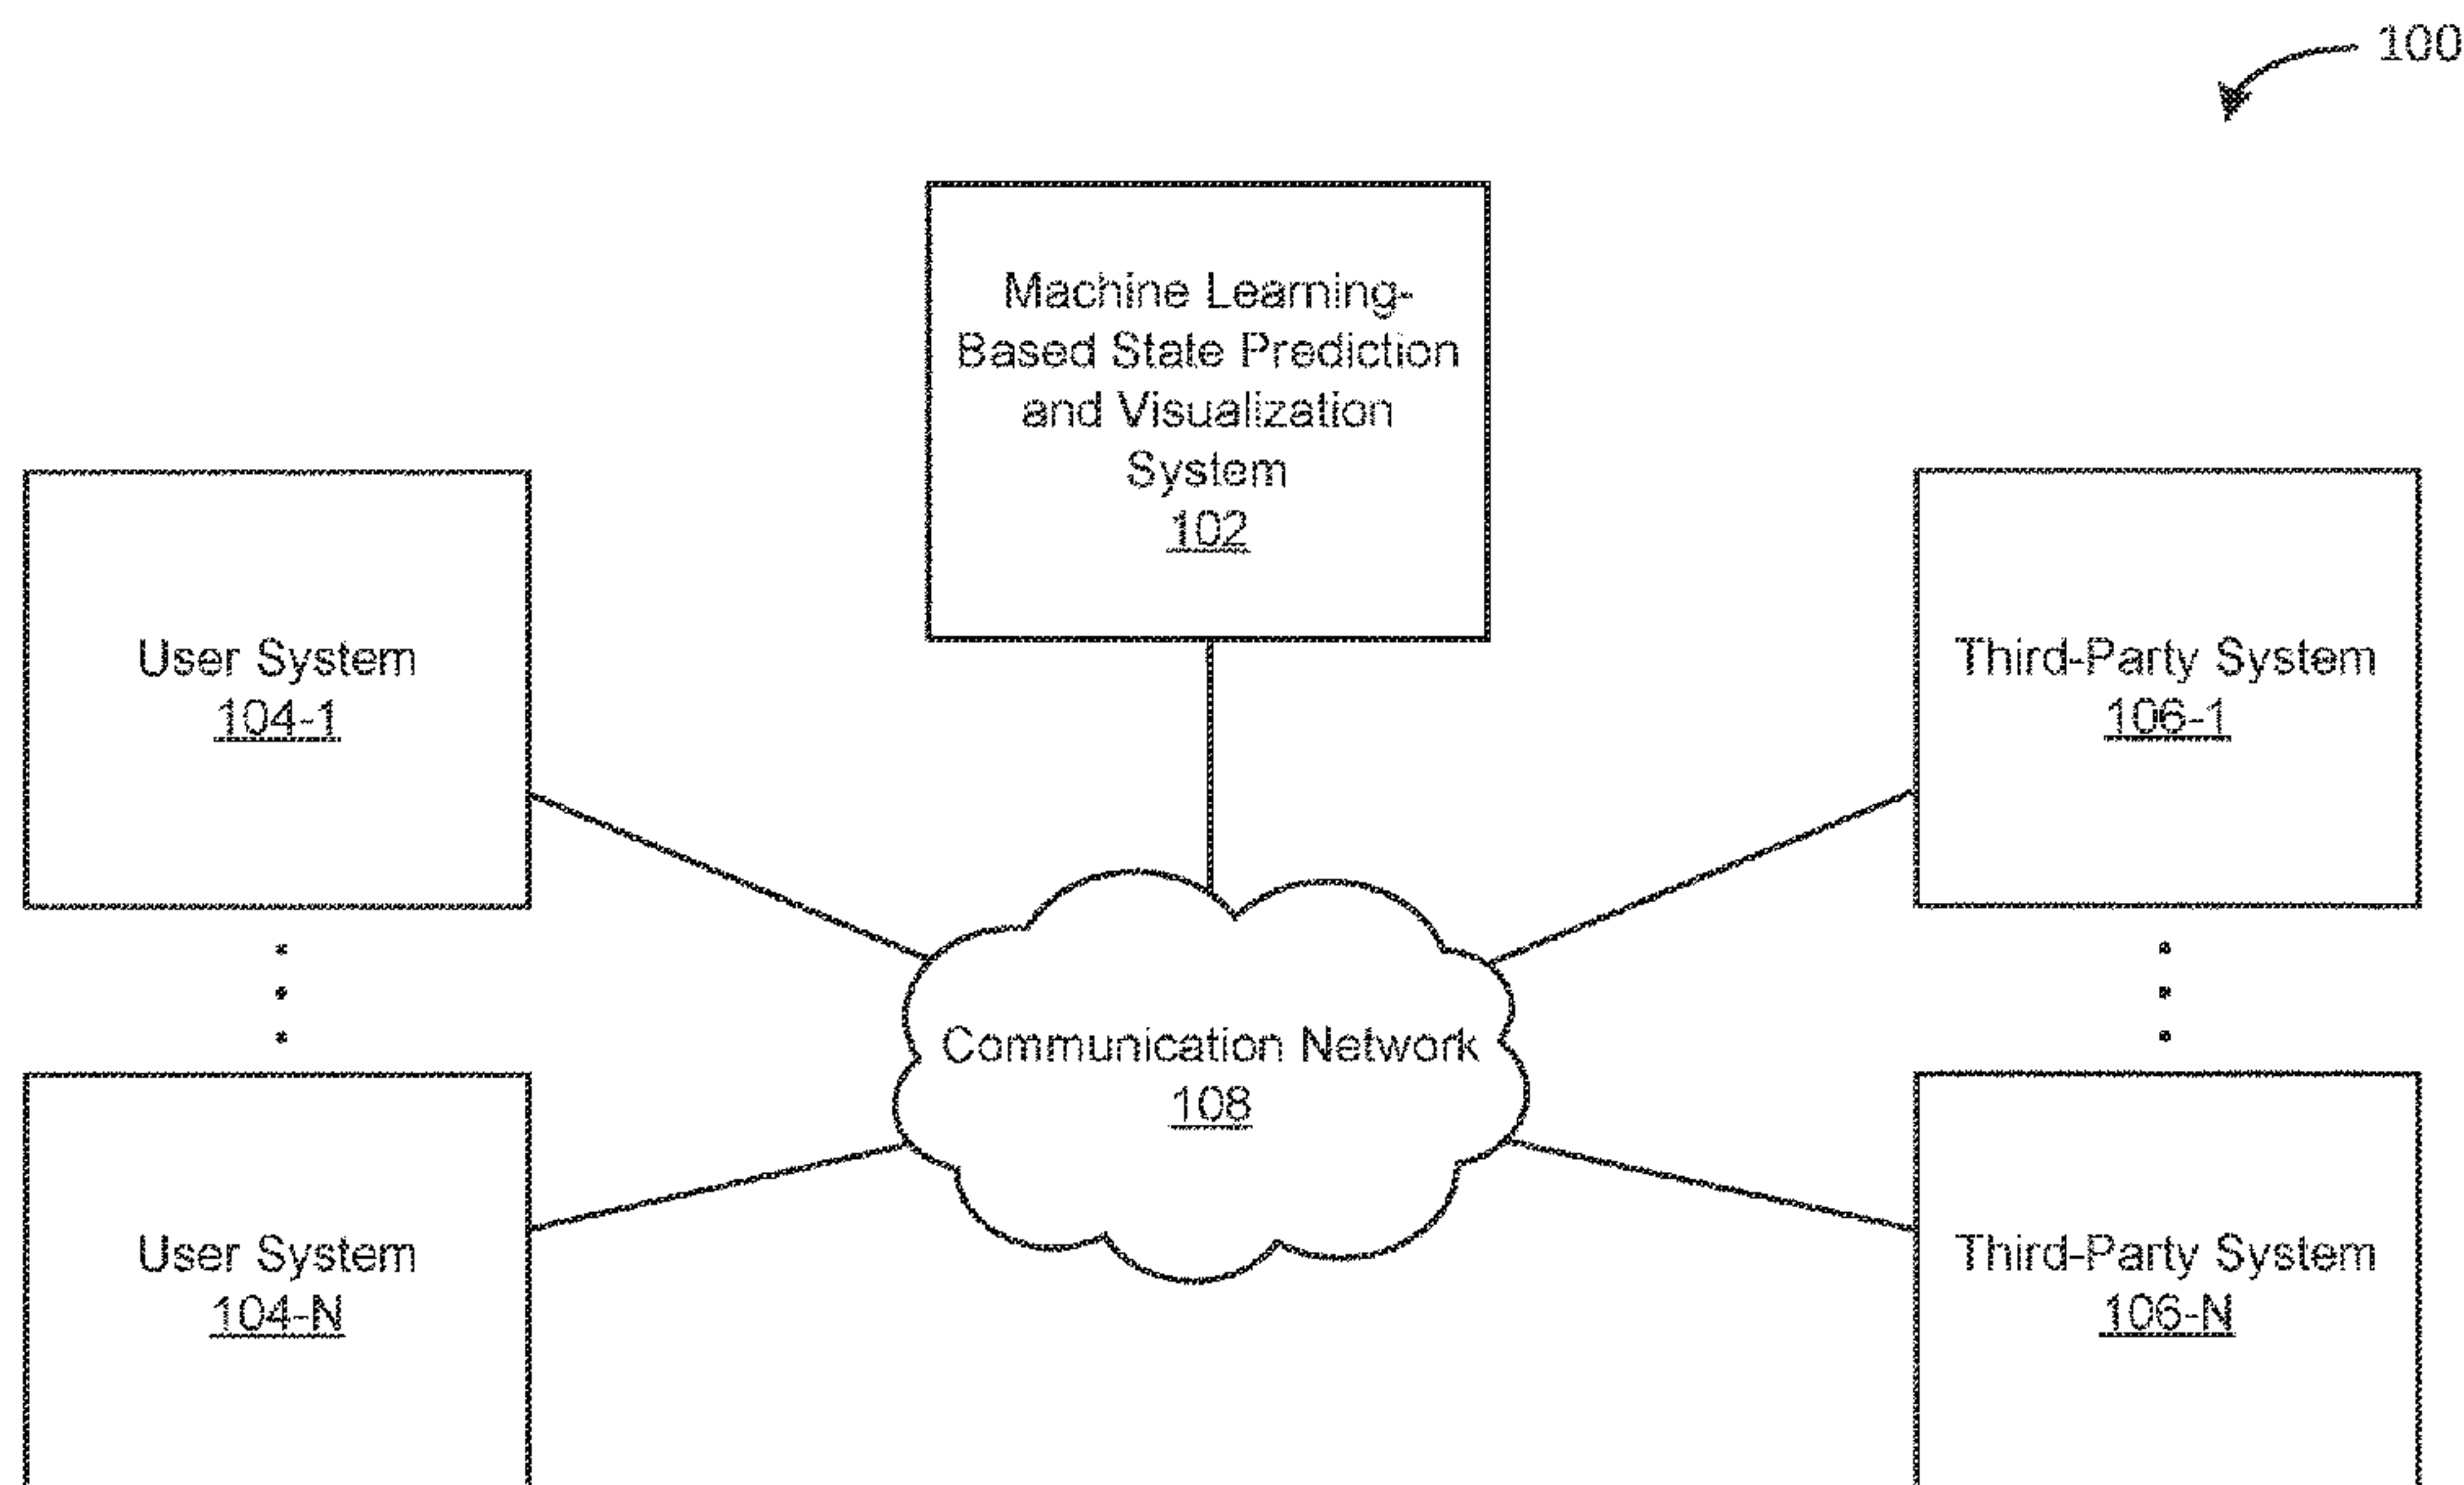 100
Machine Learning-
Based State Prediction
and Visualization
System
102
User System
104-1
Third-Party System
106-1
Communication Network
108
User System
104-N
Third-Party System
106-N